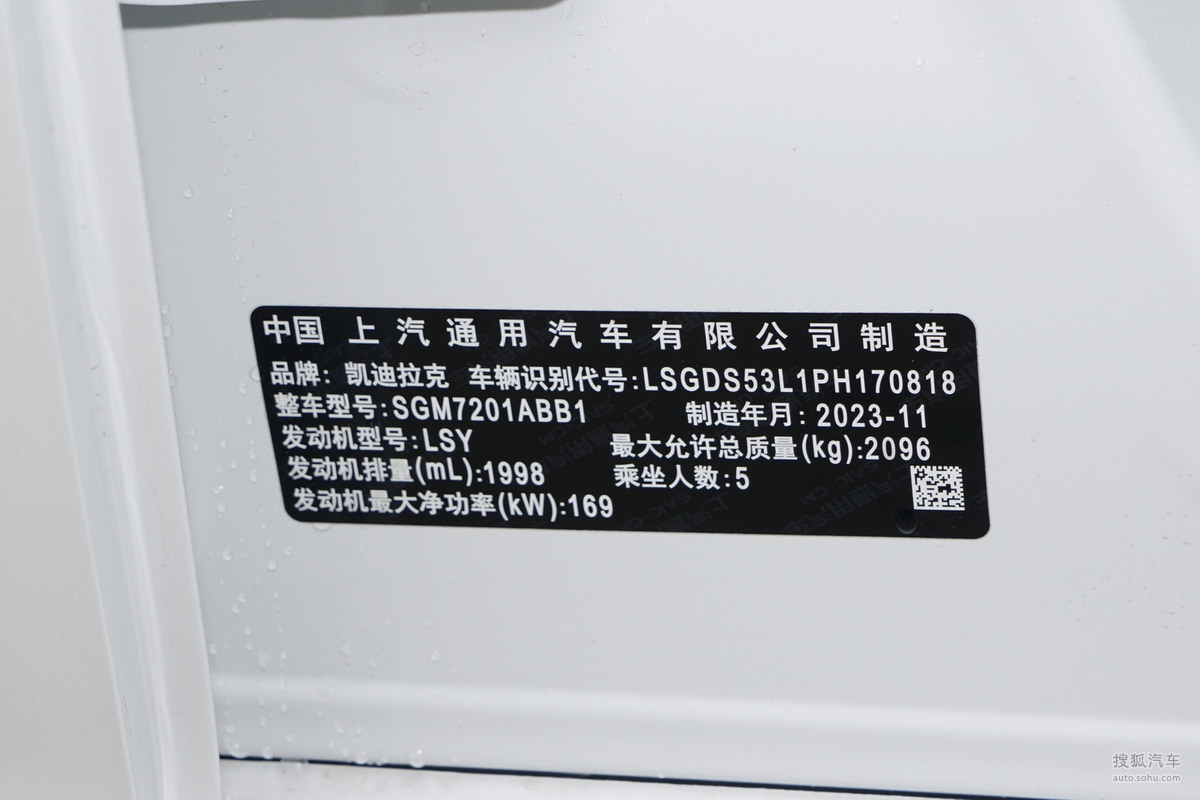 中国 上汽通用汽车有限公司制造
品牌: 凯迪拉克 车辆识别代号:LSGDS53L1PH170818
整车型号:SGM7201ABB1 制造年月: 2023-11
发动机型号:LSY 最大允许总质量(kg):2096
发动机排量(mL):1998 乘坐人数:5
发动机最大净功率(kW):169
搜狐汽车
auto.sohu.com